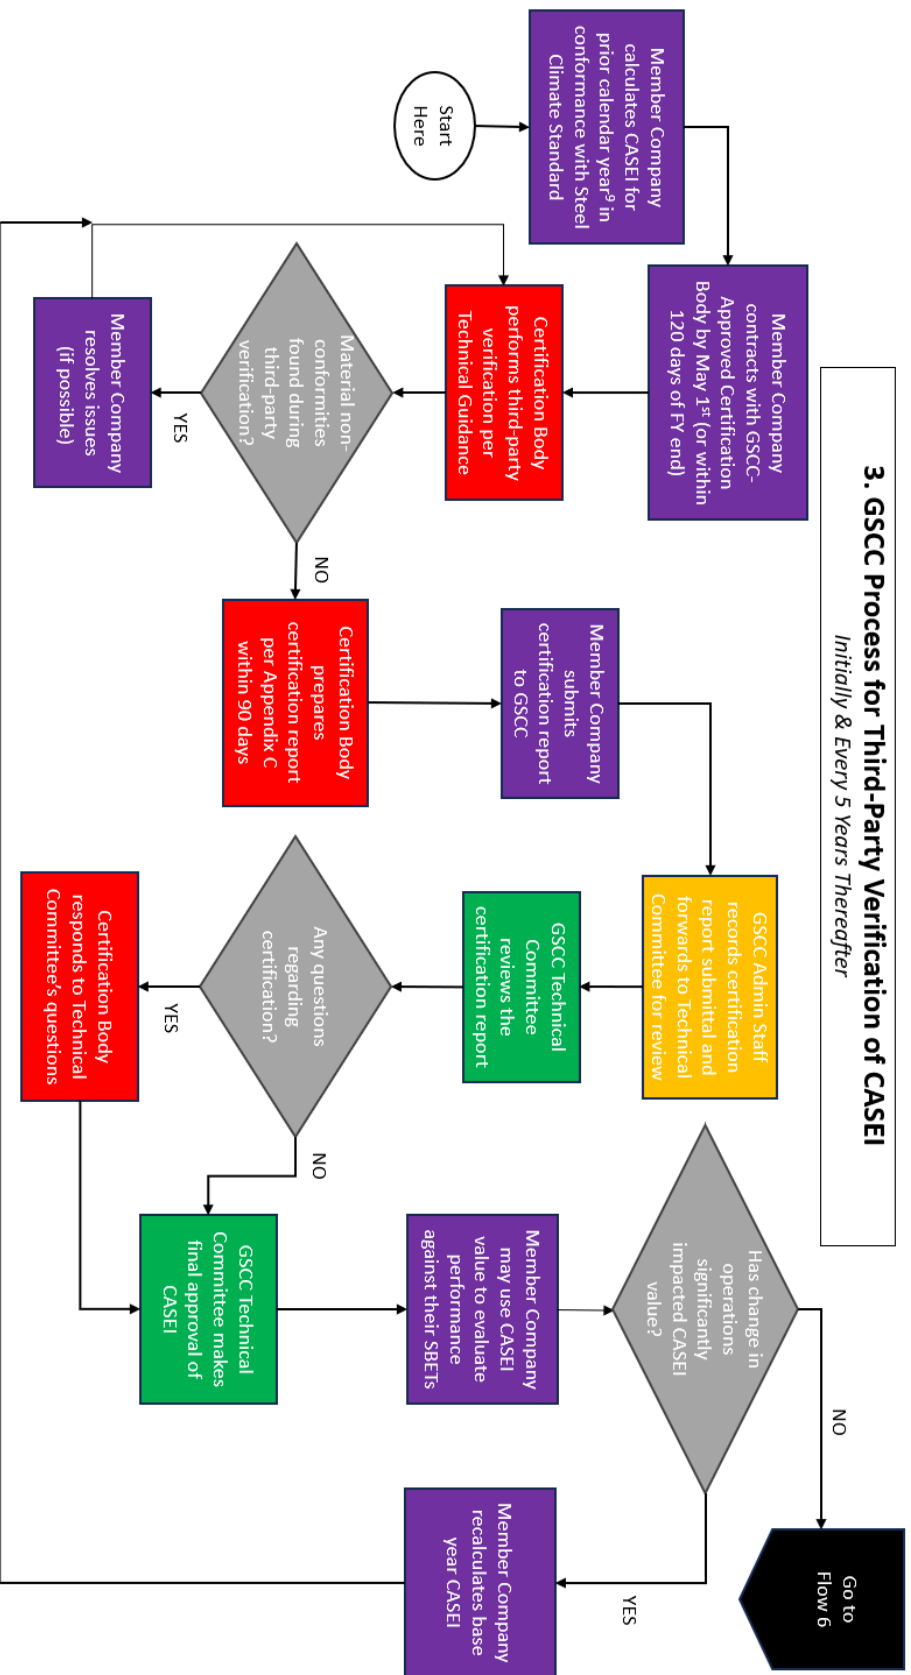 3. GSCC Process for Third-Party Verification of CASEI
Initially & Every 5 Years Thereafter
Start
Here
Member Company
calculates CASEI for
prior calendar year⁹ in
conformance with Steel
Climate Standard
Member Company
contracts with GSCC-
Approved Certification
Body by May 1st (or within
120 days of FY end)
Certification Body
performs third-party
verification per
Technical Guidance
Material non-
conformities
found during
third-party
verification?
YES
Member Company
resolves issues
(if possible)
NO
Certification Body
prepares
certification report
per Appendix C
within 90 days
Member Company
submits
certification report
to GSCC
GSCC Admin Staff
records certification
report submittal and
forwards to Technical
Committee for review
GSCC Technical
Committee
reviews the
certification report
Any questions
regarding
certification?
YES
Certification Body
responds to Technical
Committee's questions
NO
GSCC Technical
Committee makes
final approval of
CASEI
Member Company
may use CASEI
value to evaluate
performance
against their SBETs
Has change in
operations
significantly
impacted CASEI
value?
NO
Go to
Flow 6
YES
Member Company
recalculates base
year CASEI